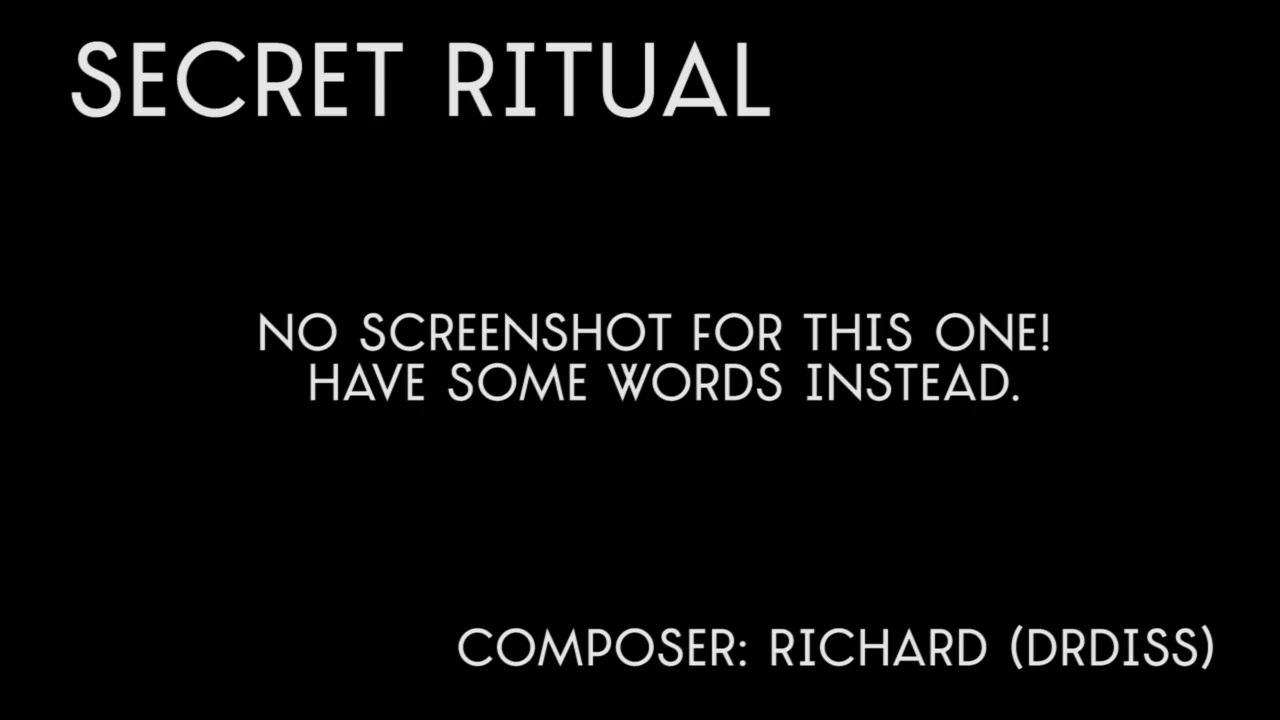 SECRET RITUAL
NO SCREENSHOT FOR THIS ONE!
HAVE SOME WORDS INSTEAD.
COMPOSER: RICHARD (DRDISS)